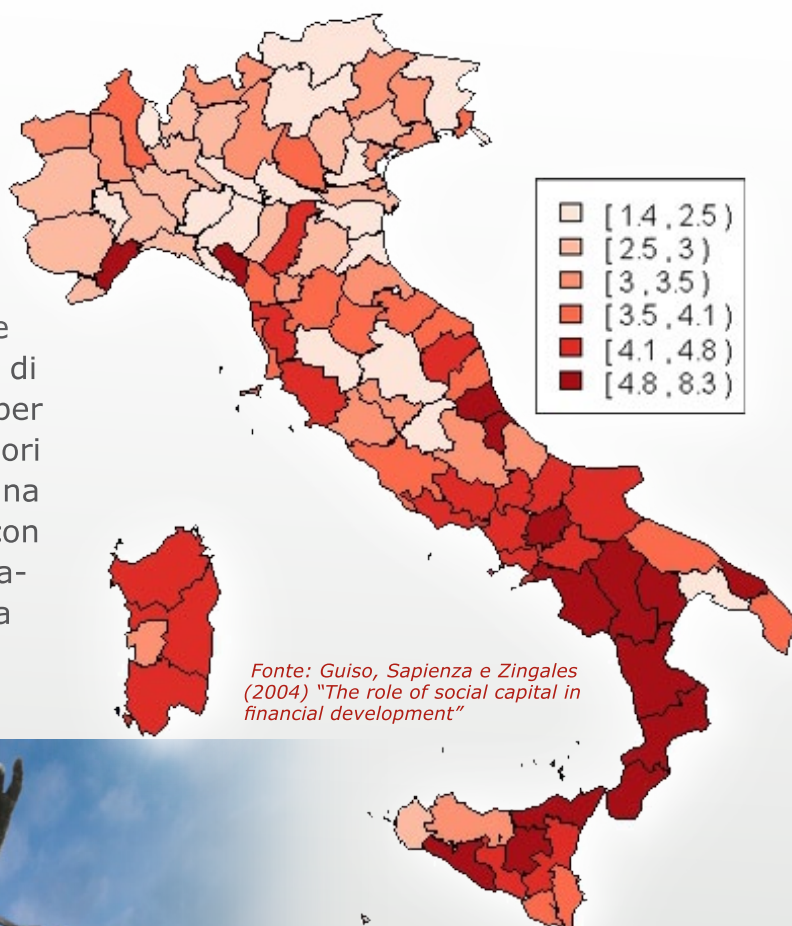 e
di
per
ori
na
con
a-
a
[ 1.4 , 2.5 )
[ 2.5 , 3 )
[ 3 , 3.5 )
[ 3.5 , 4.1 )
[ 4.1 , 4.8 )
[ 4.8 , 8.3 )
Fonte: Guiso, Sapienza e Zingales
(2004) “The role of social capital in
financial development”